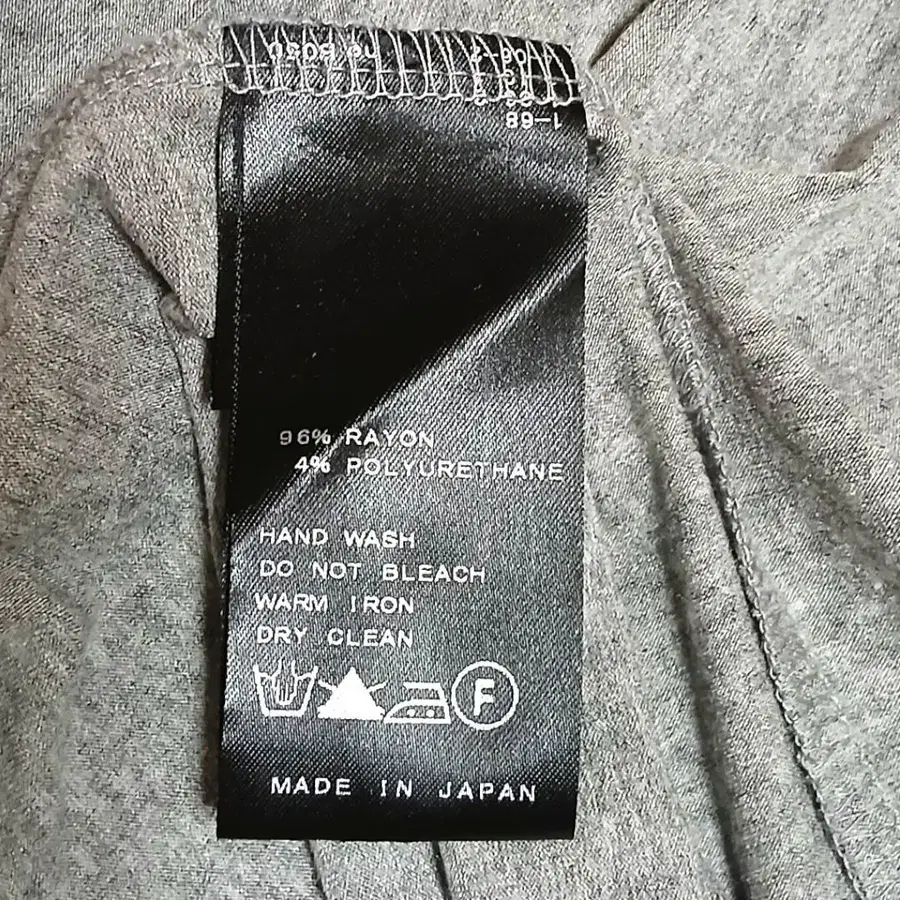 96% RAYON
4% POLYURETHANE
HAND WASH
DO NOT BLEACH
WARM IRON
DRY CLEAN
F
MADE IN JAPAN